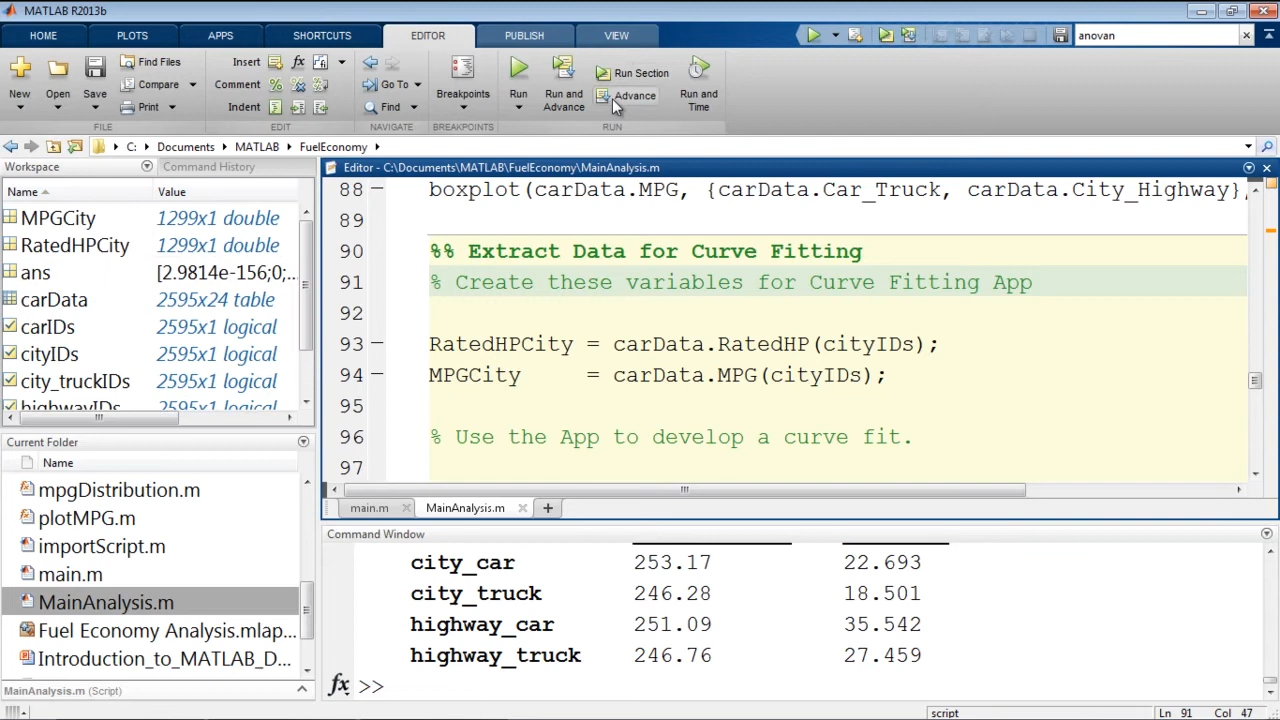 MATLAB R2013b
HOME PLOTS APPS SHORTCUTS EDITOR PUBLISH VIEW anovan
New Open Save Find Files Compare Print
Insert fx Comment Indent
Go To Find
Breakpoints
Run Run and Advance Run Section Advance Run and Time
FILE EDIT NAVIGATE BREAKPOINTS RUN
C: Documents MATLAB FuelEconomy
Workspace Command History
Name Value
MPGCity 1299x1 double
RatedHPCity 1299x1 double
ans [2.9814e-156;0;...
carData 2595x24 table
carIDs 2595x1 logical
cityIDs 2595x1 logical
city_truckIDs 2595x1 logical
highwayIDs 2595x1 logical
Current Folder
Name
mpgDistribution.m
plotMPG.m
importScript.m
main.m
MainAnalysis.m
Fuel Economy Analysis.mlap...
Introduction_to_MATLAB_D...
MainAnalysis.m (Script)
Editor - C:\Documents\MATLAB\FuelEconomy\MainAnalysis.m
88 boxplot(carData.MPG, {carData.Car_Truck, carData.City_Highway},
89
90 %% Extract Data for Curve Fitting
91 % Create these variables for Curve Fitting App
92
93 RatedHPCity = carData.RatedHP(cityIDs);
94 MPGCity = carData.MPG(cityIDs);
95
96 % Use the App to develop a curve fit.
97
main.m MainAnalysis.m
Command Window
city_car 253.17 22.693
city_truck 246.28 18.501
highway_car 251.09 35.542
highway_truck 246.76 27.459
fx >>
script Ln 91 Col 47